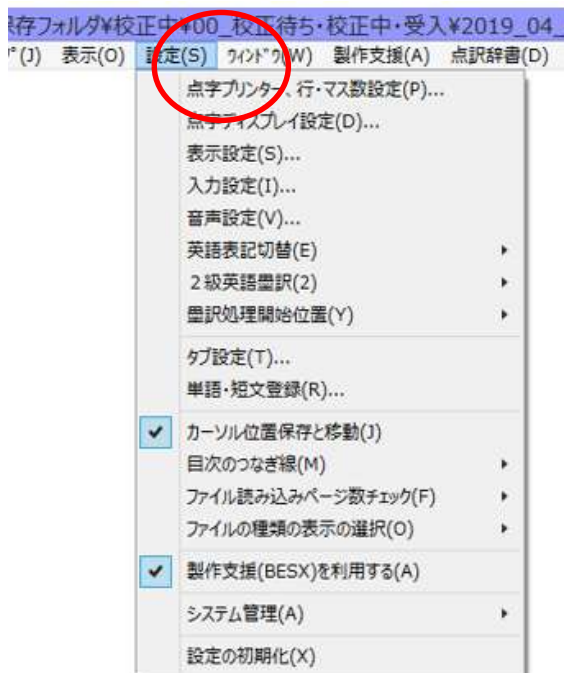 存フォルダ¥校正中¥00_校正待ち・校正中・受入¥2019_04_
ﾟ(J) 表示(O) 設定(S) ｳｨﾝﾄﾞｳ(W) 製作支援(A) 点訳辞書(D)
点字プリンター、行・マス数設定(P)...
点字ディスプレイ設定(D)...
表示設定(S)...
入力設定(I)...
音声設定(V)...
英語表記切替(E)
２級英語墨訳(2)
墨訳処理開始位置(Y)
タブ設定(T)...
単語・短文登録(R)...
カーソル位置保存と移動(J)
目次のつなぎ線(M)
ファイル読み込みページ数チェック(F)
ファイルの種類の表示の選択(O)
製作支援(BESX)を利用する(A)
システム管理(A)
設定の初期化(X)